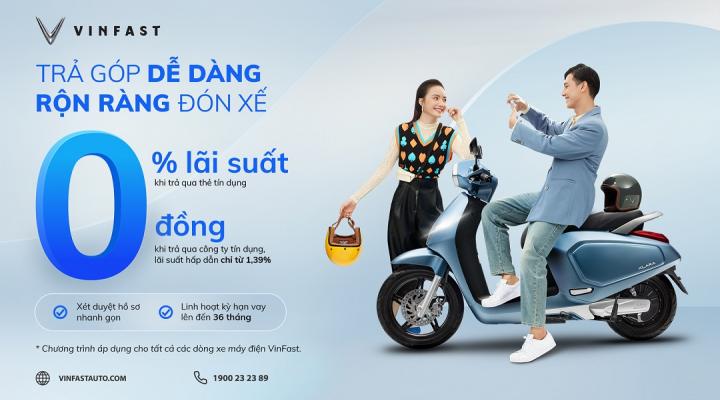 VINFAST
TRẢ GÓP DỄ DÀNG
RỘN RÀNG ĐÓN XẾ
0
% lãi suất
khi trả qua thẻ tín dụng
đồng
khi trả qua công ty tín dụng,
lãi suất hấp dẫn chỉ từ 1,39%
Xét duyệt hồ sơ
nhanh gọn
Linh hoạt kỳ hạn vay
lên đến 36 tháng
* Chương trình áp dụng cho tất cả các dòng xe máy điện VinFast.
VINFASTAUTO.COM
1900 23 23 89
KLARA